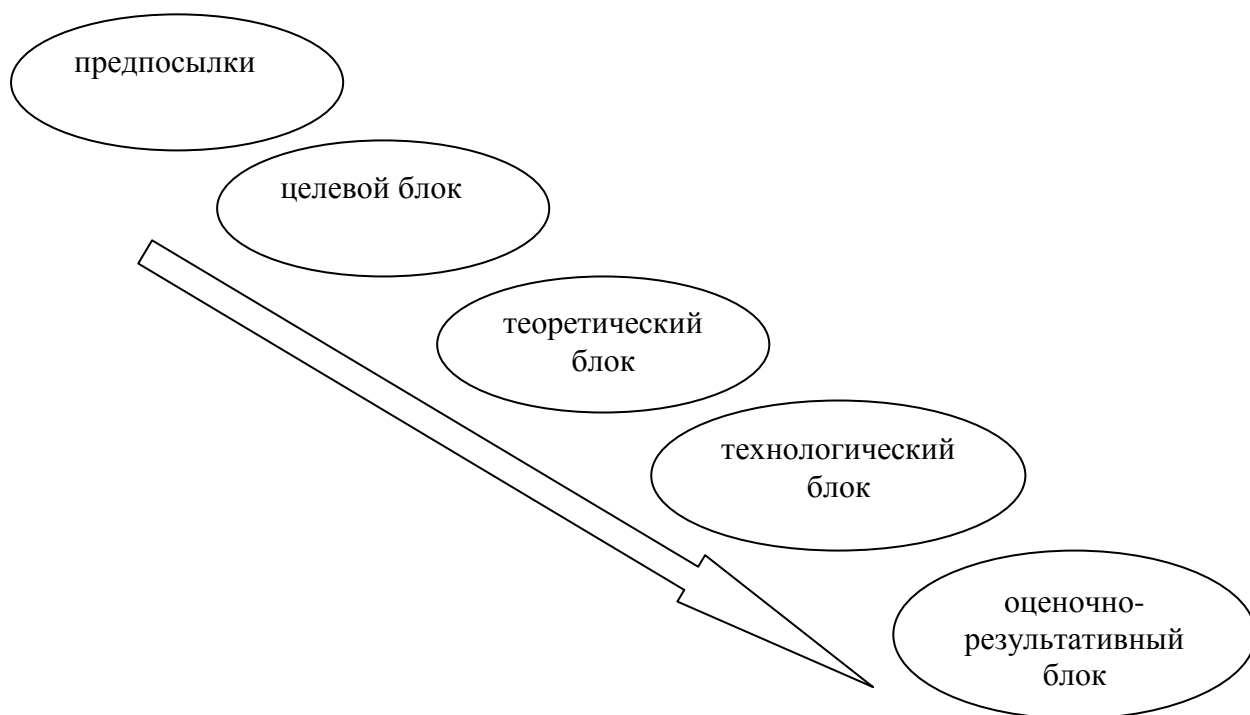 предпосылки
целевой блок
теоретический
блок
технологический
блок
оценочно-
результативный
блок